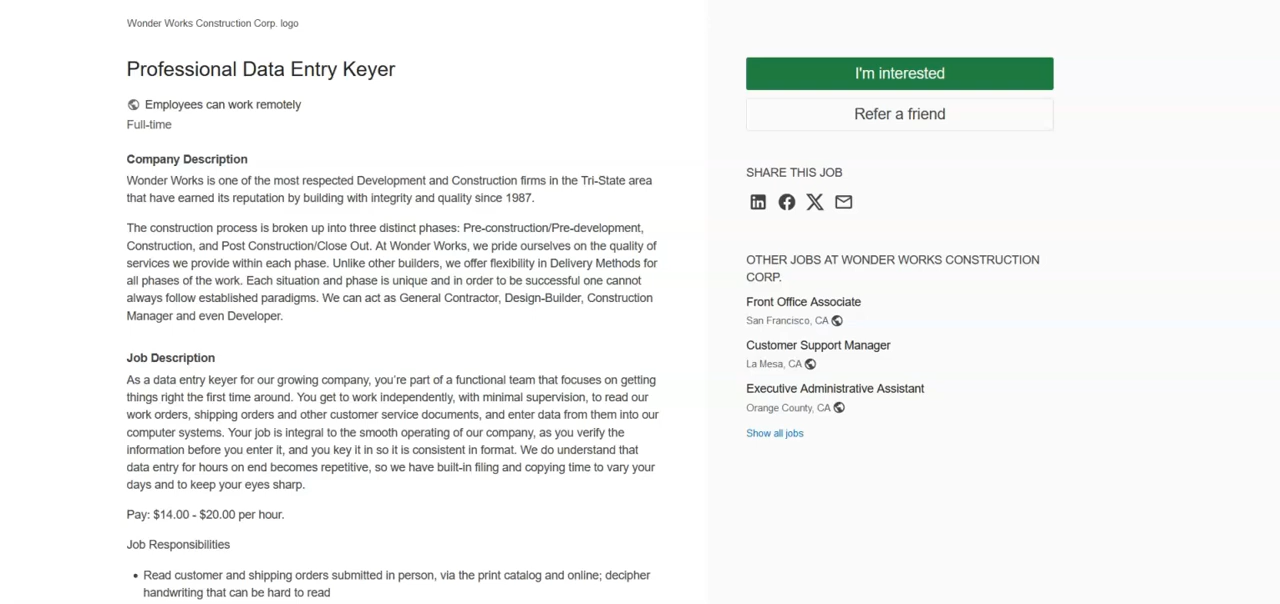 Wonder Works Construction Corp. logo
Professional Data Entry Keyer
Employees can work remotely
Full-time
Company Description
Wonder Works is one of the most respected Development and Construction firms in the Tri-State area
that have earned its reputation by building with integrity and quality since 1987.
The construction process is broken up into three distinct phases: Pre-construction/Pre-development,
Construction, and Post Construction/Close Out. At Wonder Works, we pride ourselves on the quality of
services we provide within each phase. Unlike other builders, we offer flexibility in Delivery Methods for
all phases of the work. Each situation and phase is unique and in order to be successful one cannot
always follow established paradigms. We can act as General Contractor, Design-Builder, Construction
Manager and even Developer.
Job Description
As a data entry keyer for our growing company, you're part of a functional team that focuses on getting
things right the first time around. You get to work independently, with minimal supervision, to read our
work orders, shipping orders and other customer service documents, and enter data from them into our
computer systems. Your job is integral to the smooth operating of our company, as you verify the
information before you enter it, and you key it in so it is consistent in format. We do understand that
data entry for hours on end becomes repetitive, so we have built-in filing and copying time to vary your
days and to keep your eyes sharp.
Pay: $14.00 - $20.00 per hour.
Job Responsibilities
• Read customer and shipping orders submitted in person, via the print catalog and online; decipher
handwriting that can be hard to read
I'm interested
Refer a friend
SHARE THIS JOB
OTHER JOBS AT WONDER WORKS CONSTRUCTION
CORP.
Front Office Associate
San Francisco, CA
Customer Support Manager
La Mesa, CA
Executive Administrative Assistant
Orange County, CA
Show all jobs